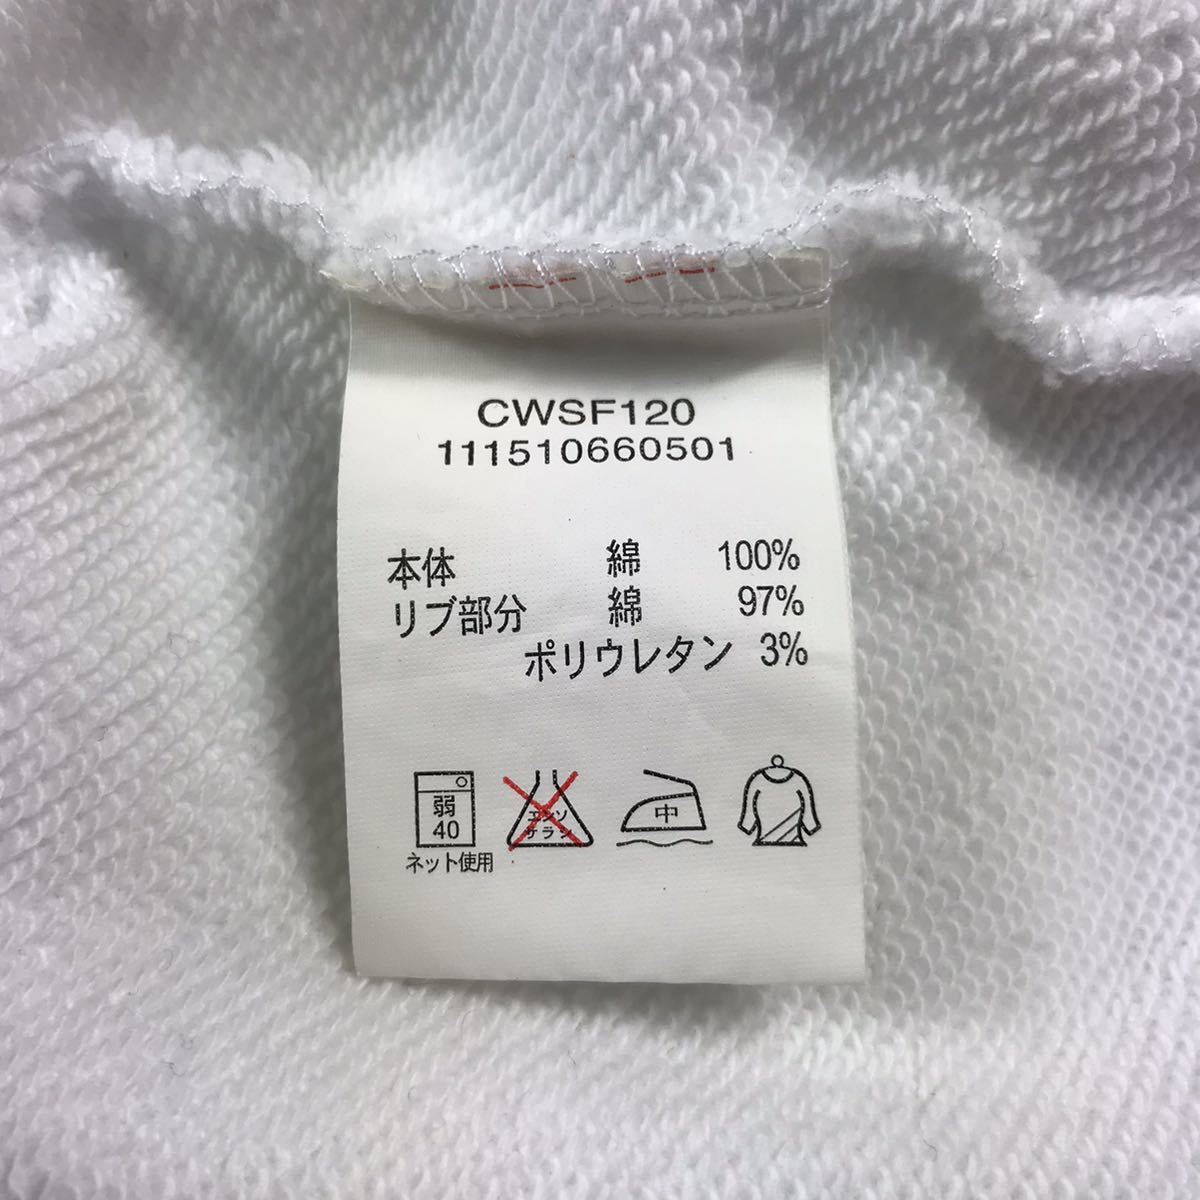 CWSF120
111510660501
本体 綿 100%
リブ部分 綿 97%
ポリウレタン 3%
弱
40
エンソ
サラシ
中
ネット使用